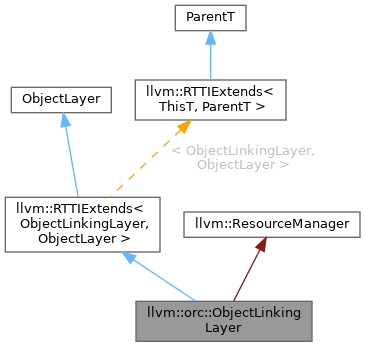 ParentT
ObjectLayer
llvm::RTTIExtends<
ThisT, ParentT >
< ObjectLinkingLayer,
ObjectLayer >
llvm::RTTIExtends<
ObjectLinkingLayer,
ObjectLayer >
llvm::ResourceManager
llvm::orc::ObjectLinking
Layer